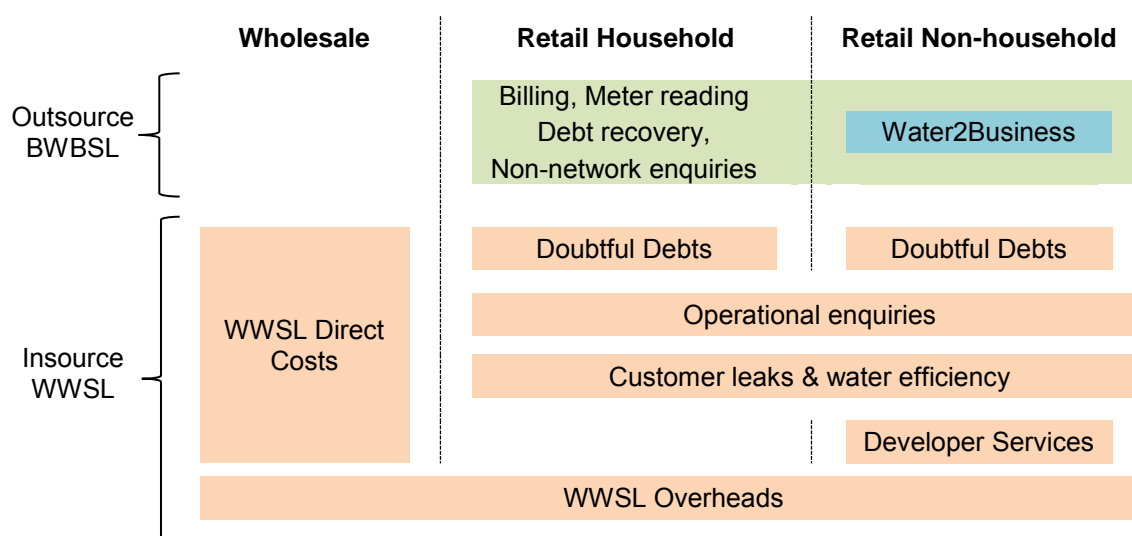 Wholesale
Retail Household
Retail Non-household
Outsource
BWBSL
Billing, Meter reading
Debt recovery,
Non-network enquiries
Water2Business
Insource
WWSL
WWSL Direct
Costs
Doubtful Debts
Doubtful Debts
Operational enquiries
Customer leaks & water efficiency
Developer Services
WWSL Overheads